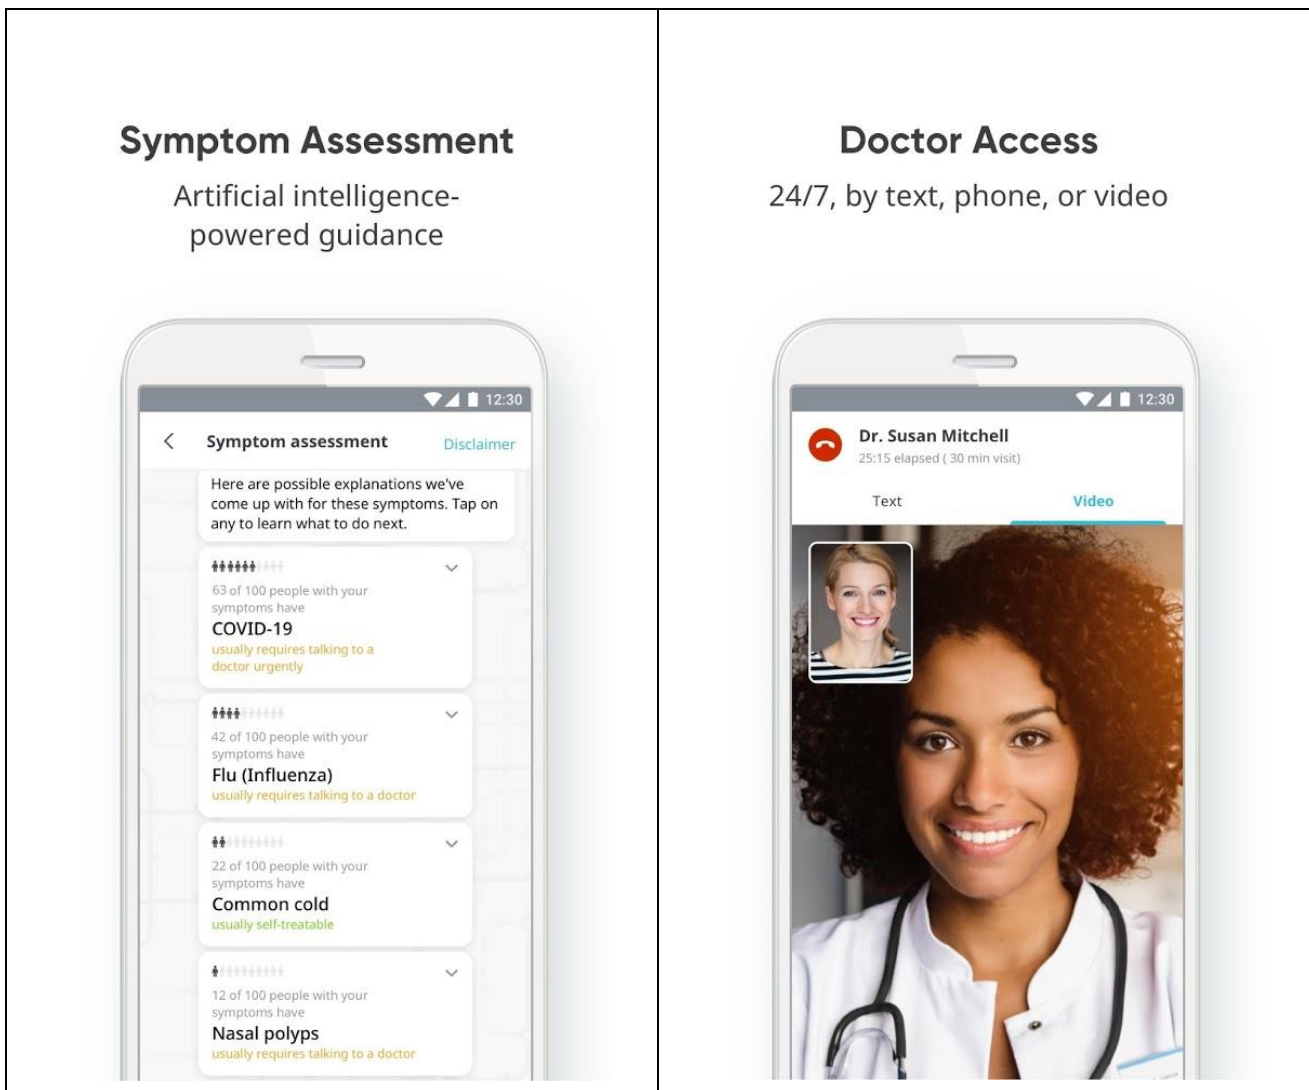 Symptom Assessment
Artificial intelligence-
powered guidance
12:30
Symptom assessment
Disclaimer
Here are possible explanations we've
come up with for these symptoms. Tap on
any to learn what to do next.
63 of 100 people with your
symptoms have
COVID-19
usually requires talking to a
doctor urgently
42 of 100 people with your
symptoms have
Flu (Influenza)
usually requires talking to a doctor
22 of 100 people with your
symptoms have
Common cold
usually self-treatable
12 of 100 people with your
symptoms have
Nasal polyps
usually requires talking to a doctor
Doctor Access
24/7, by text, phone, or video
12:30
Dr. Susan Mitchell
25:15 elapsed ( 30 min visit)
Text
Video